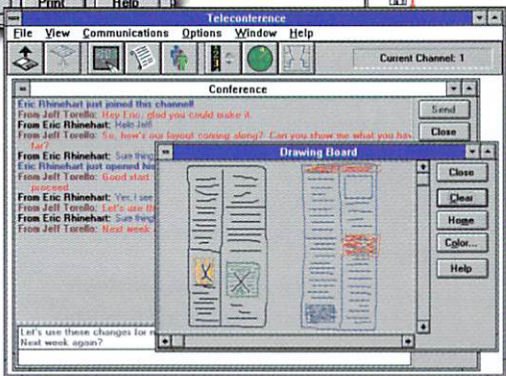 Print Help
Teleconference
File View Communications Options Window Help
Current Channel: 1
Conference
Eric Rhinehart just joined this channel!
From Jeff Torello: Hey Eric, glad you could make it.
From Eric Rhinehart: Hello Jeff!
From Jeff Torello: So, how's our layout coming along? Can you show me what you hav
far?
From Eric Rhinehart: Sure thing
Eric Rhinehart just opened his
From Jeff Torello: Good start
proceed.
From Eric Rhinehart: Yes, I see
From Jeff Torello: Let's use th
From Eric Rhinehart: Sure thing
From Jeff Torello: Next week
Send
Close
Drawing Board
Close
Clear
Home
Color...
Help
Let's use these changes for n
Next week again?